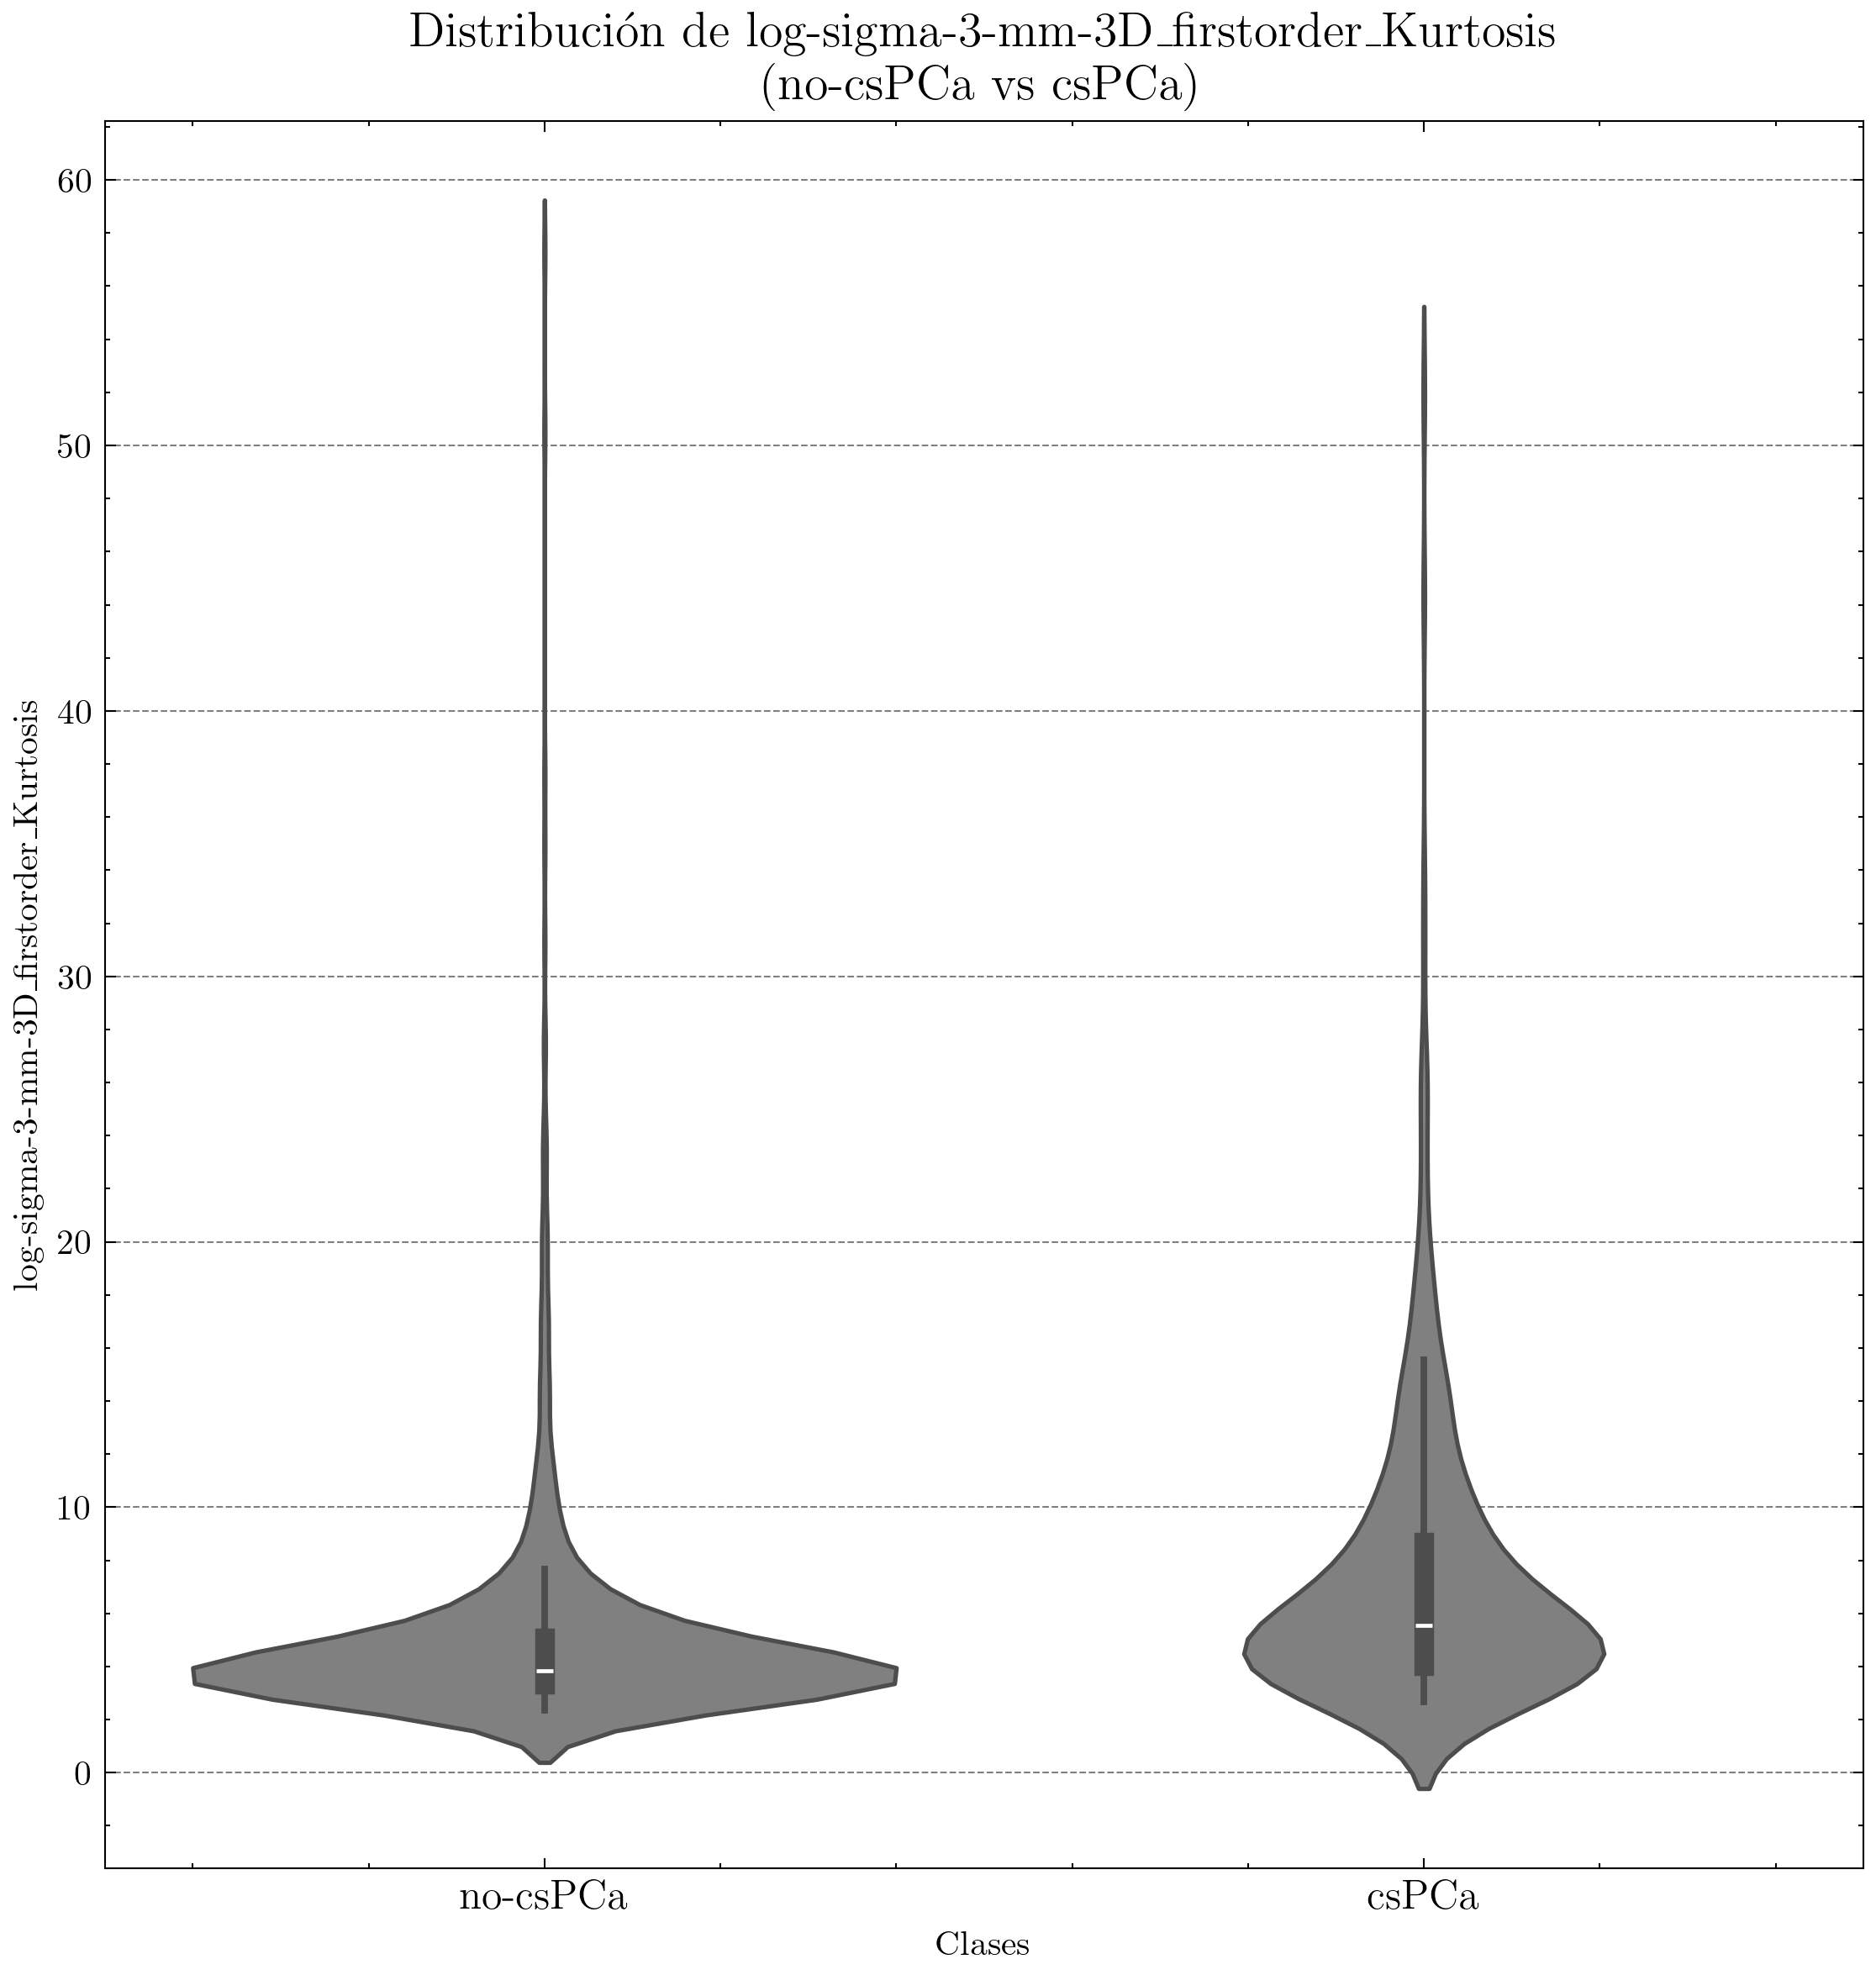 Distribución de log-sigma-3-mm-3D_firstorder_Kurtosis
(no-csPCa vs csPCa)
log-sigma-3-mm-3D_firstorder_Kurtosis
60
50
40
30
20
10
0
no-csPCa
csPCa
Clases